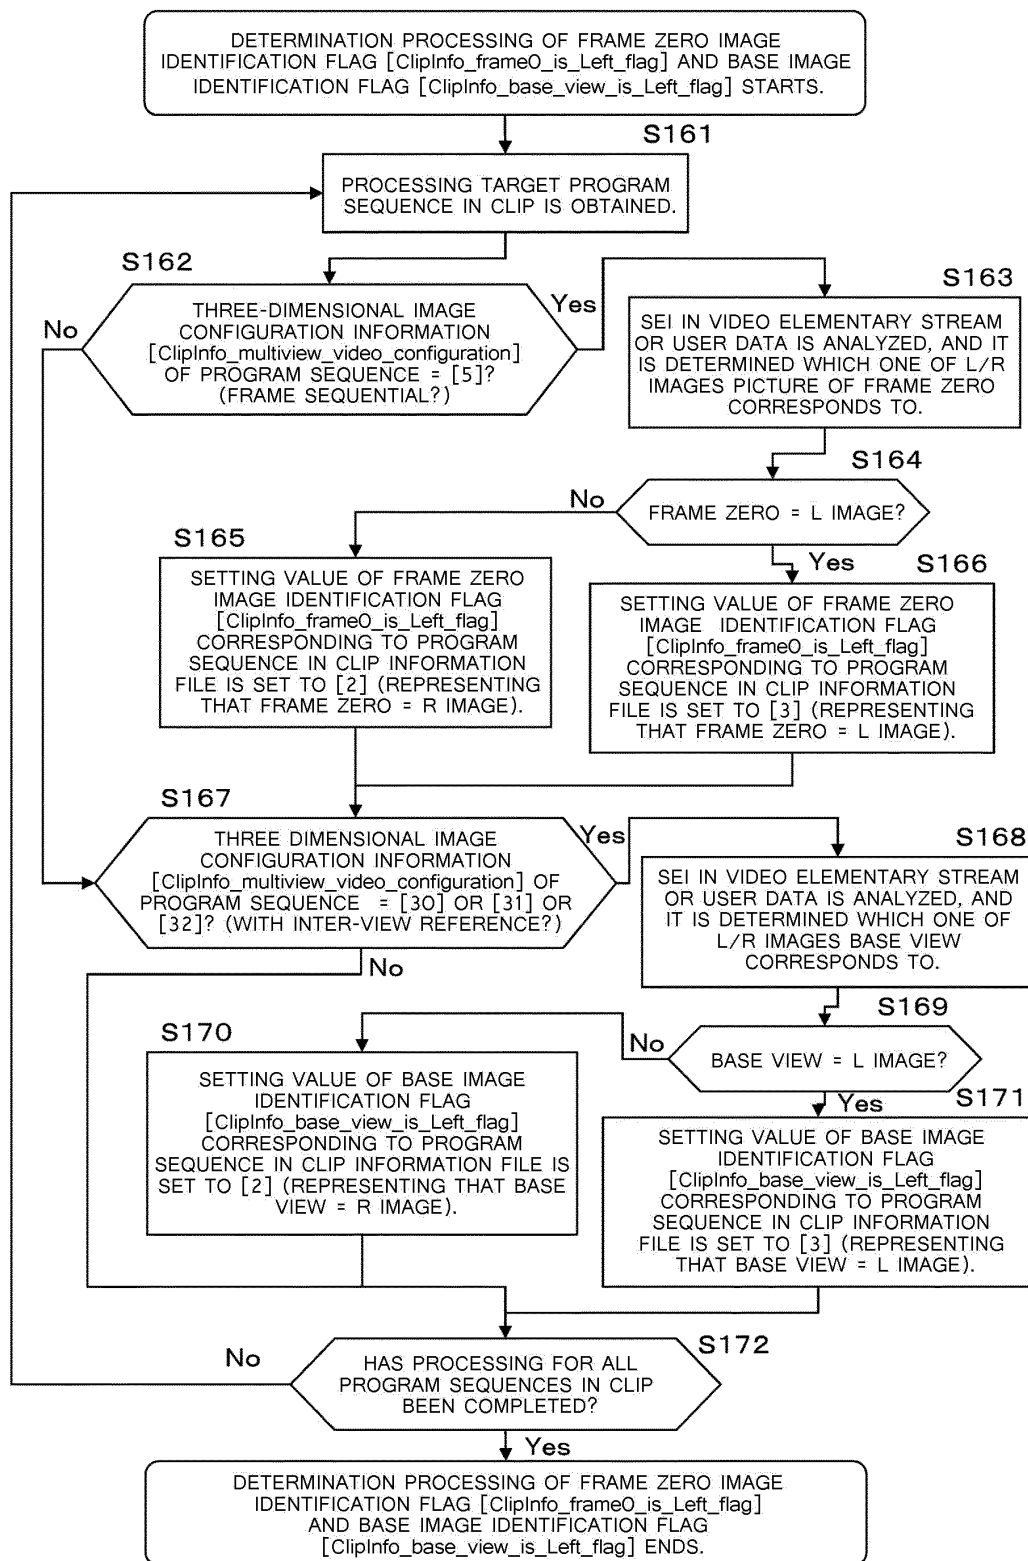 DETERMINATION PROCESSING OF FRAME ZERO IMAGE
IDENTIFICATION FLAG [ClipInfo_frame0_is_Left_flag] AND BASE IMAGE
IDENTIFICATION FLAG [ClipInfo_base_view_is_Left_flag] STARTS.
S161
PROCESSING TARGET PROGRAM
SEQUENCE IN CLIP IS OBTAINED.
S162
THREE-DIMENSIONAL IMAGE
CONFIGURATION INFORMATION
[ClipInfo_multiview_video_configuration]
OF PROGRAM SEQUENCE = [5]?
(FRAME SEQUENTIAL?)
No
Yes
S163
SEI IN VIDEO ELEMENTARY STREAM
OR USER DATA IS ANALYZED, AND IT
IS DETERMINED WHICH ONE OF L/R
IMAGES PICTURE OF FRAME ZERO
CORRESPONDS TO.
S164
FRAME ZERO = L IMAGE?
No
Yes
S165
SETTING VALUE OF FRAME ZERO
IMAGE IDENTIFICATION FLAG
[ClipInfo_frame0_is_Left_flag]
CORRESPONDING TO PROGRAM
SEQUENCE IN CLIP INFORMATION
FILE IS SET TO [2] (REPRESENTING
THAT FRAME ZERO = R IMAGE).
S166
SETTING VALUE OF FRAME ZERO
IMAGE IDENTIFICATION FLAG
[ClipInfo_frame0_is_Left_flag]
CORRESPONDING TO PROGRAM
SEQUENCE IN CLIP INFORMATION
FILE IS SET TO [3] (REPRESENTING
THAT FRAME ZERO = L IMAGE).
S167
THREE DIMENSIONAL IMAGE
CONFIGURATION INFORMATION
[ClipInfo_multiview_video_configuration] OF
PROGRAM SEQUENCE = [30] OR [31] OR
[32]? (WITH INTER-VIEW REFERENCE?)
Yes
No
S168
SEI IN VIDEO ELEMENTARY STREAM
OR USER DATA IS ANALYZED, AND
IT IS DETERMINED WHICH ONE OF
L/R IMAGES BASE VIEW
CORRESPONDS TO.
S169
BASE VIEW = L IMAGE?
No
Yes
S170
SETTING VALUE OF BASE IMAGE
IDENTIFICATION FLAG
[ClipInfo_base_view_is_Left_flag]
CORRESPONDING TO PROGRAM
SEQUENCE IN CLIP INFORMATION FILE IS
SET TO [2] (REPRESENTING THAT BASE
VIEW = R IMAGE).
S171
SETTING VALUE OF BASE IMAGE
IDENTIFICATION FLAG
[ClipInfo_base_view_is_Left_flag]
CORRESPONDING TO PROGRAM
SEQUENCE IN CLIP INFORMATION
FILE IS SET TO [3] (REPRESENTING
THAT BASE VIEW = L IMAGE).
S172
HAS PROCESSING FOR ALL
PROGRAM SEQUENCES IN CLIP
BEEN COMPLETED?
No
Yes
DETERMINATION PROCESSING OF FRAME ZERO IMAGE
IDENTIFICATION FLAG [ClipInfo_frame0_is_Left_flag]
AND BASE IMAGE IDENTIFICATION FLAG
[ClipInfo_base_view_is_Left_flag] ENDS.